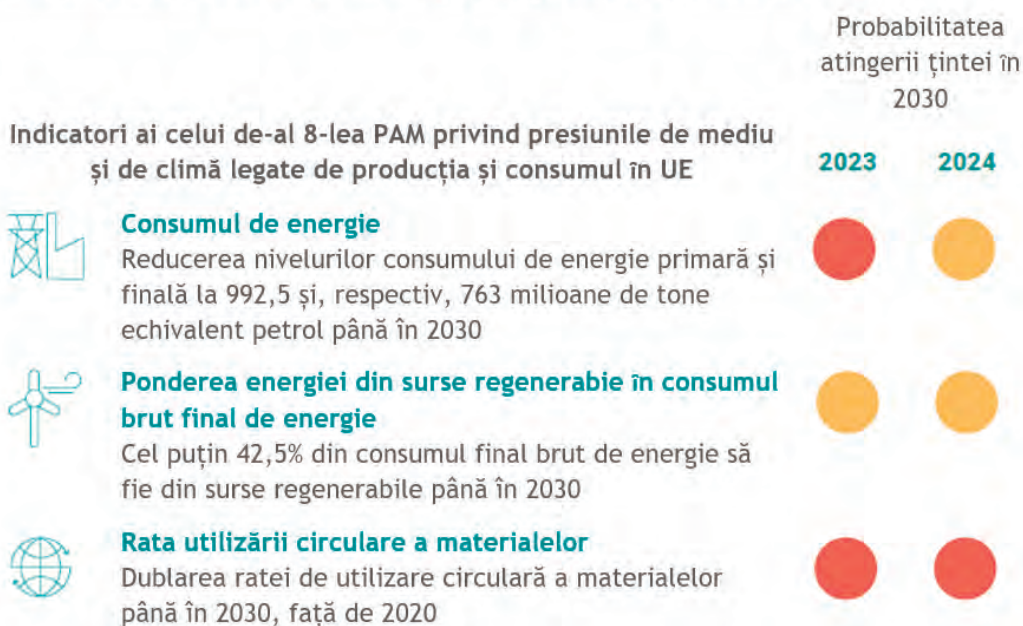 Probabilitatea
atingerii țintei în
2030
Indicatori ai celui de-al 8-lea PAM privind presiunile de mediu
și de climă legate de producția și consumul în UE
2023 2024
Consumul de energie
Reducerea nivelurilor consumului de energie primară și
finală la 992,5 și, respectiv, 763 milioane de tone
echivalent petrol până în 2030
Ponderea energiei din surse regenerabie în consumul
brut final de energie
Cel puțin 42,5% din consumul final brut de energie să
fie din surse regenerabile până în 2030
Rata utilizării circulare a materialelor
Dublarea ratei de utilizare circulară a materialelor
până în 2030, față de 2020